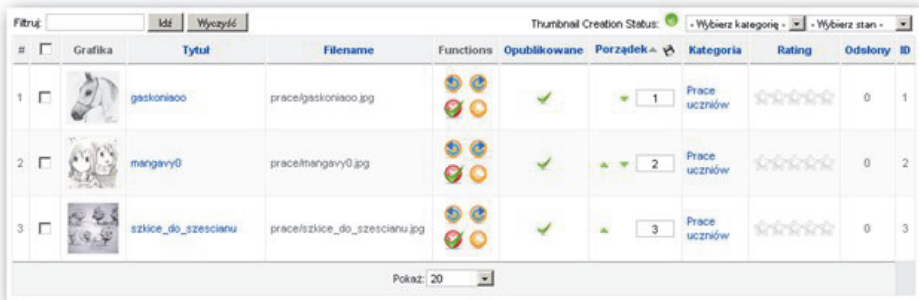 Filtruj: Idź Wyczyść Thumbnail Creation Status: - Wybierz kategorię - - Wybierz stan -
# Grafika Tytuł Filename Functions Opublikowane Porządek Kategoria Rating Odsłony ID
1 gaskoniaoo prace/gaskoniaoo.jpg 1 Prace uczniów 0 1
2 mangavy0 prace/mangavy0.jpg 2 Prace uczniów 0 2
3 szkice_do_szescianu prace/szkice_do_szescianu.jpg 3 Prace uczniów 0 3
Pokaż: 20